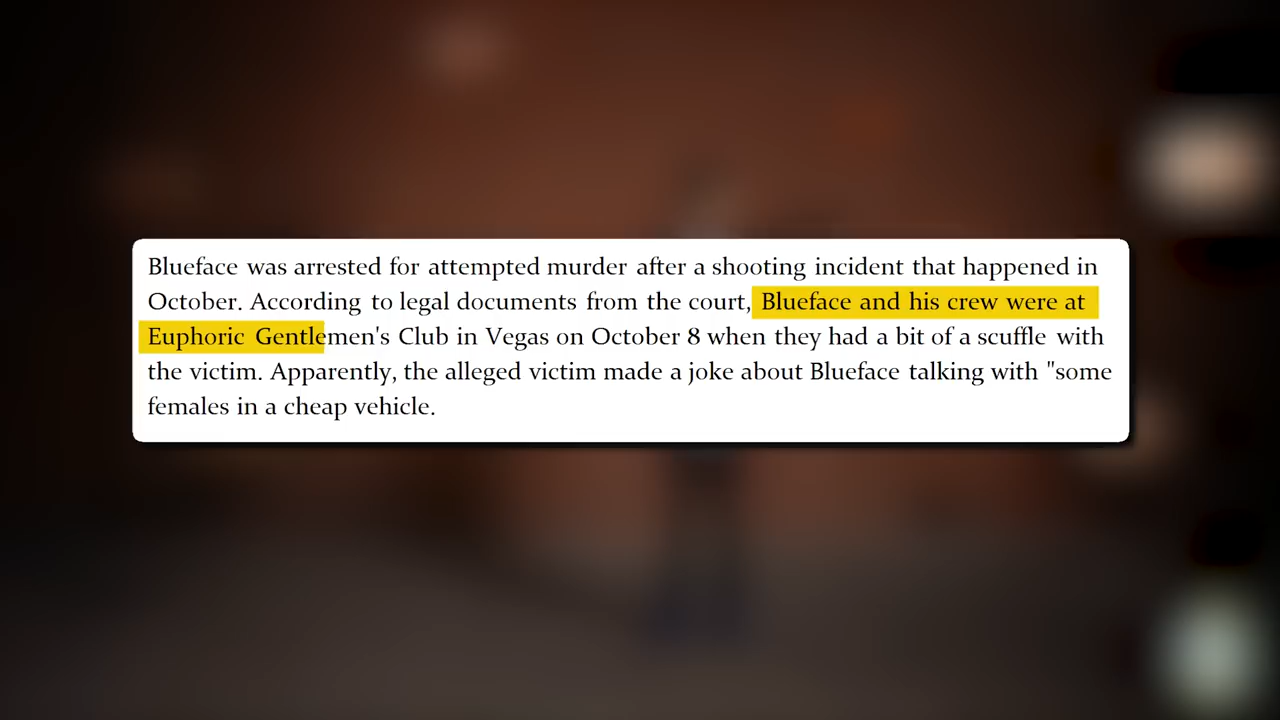 Blueface was arrested for attempted murder after a shooting incident that happened in
October. According to legal documents from the court, Blueface and his crew were at
Euphoric Gentlemen's Club in Vegas on October 8 when they had a bit of a scuffle with
the victim. Apparently, the alleged victim made a joke about Blueface talking with "some
females in a cheap vehicle.